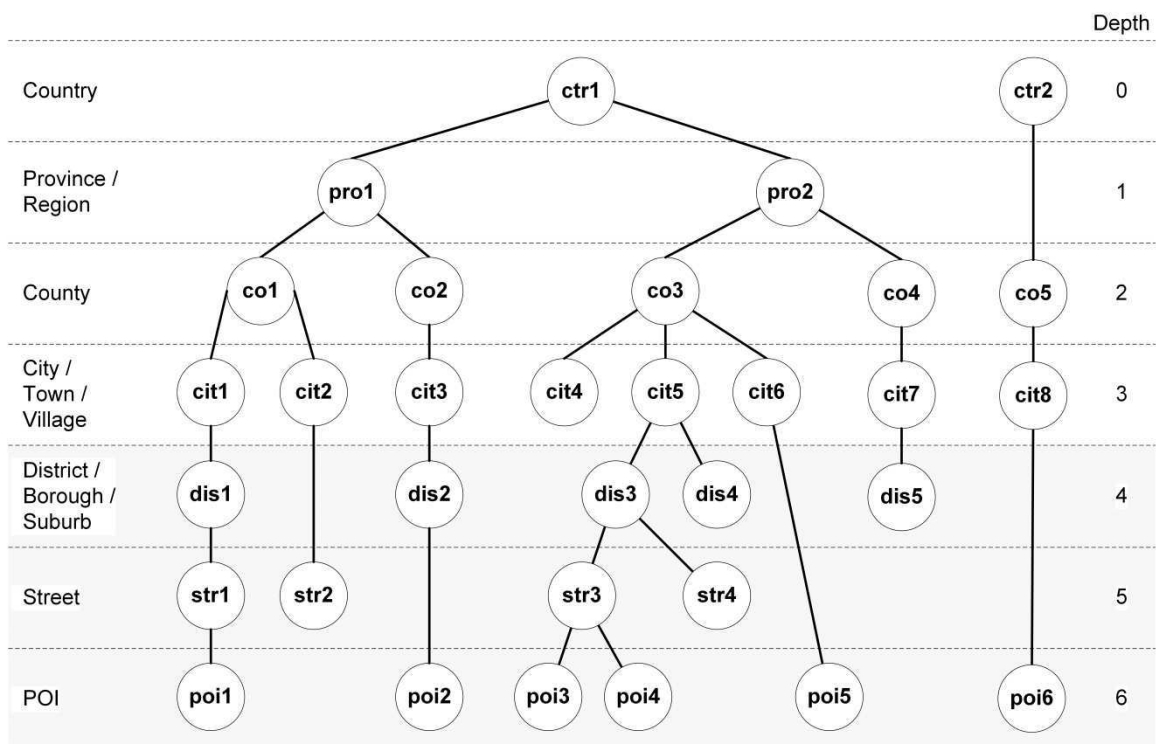 Depth
Country
ctr1
ctr2
0
Province /
Region
pro1
pro2
1
County
co1
co2
co3
co4
co5
2
City /
Town /
Village
cit1
cit2
cit3
cit4
cit5
cit6
cit7
cit8
3
District /
Borough /
Suburb
dis1
dis2
dis3
dis4
dis5
4
Street
str1
str2
str3
str4
5
POI
poi1
poi2
poi3
poi4
poi5
poi6
6